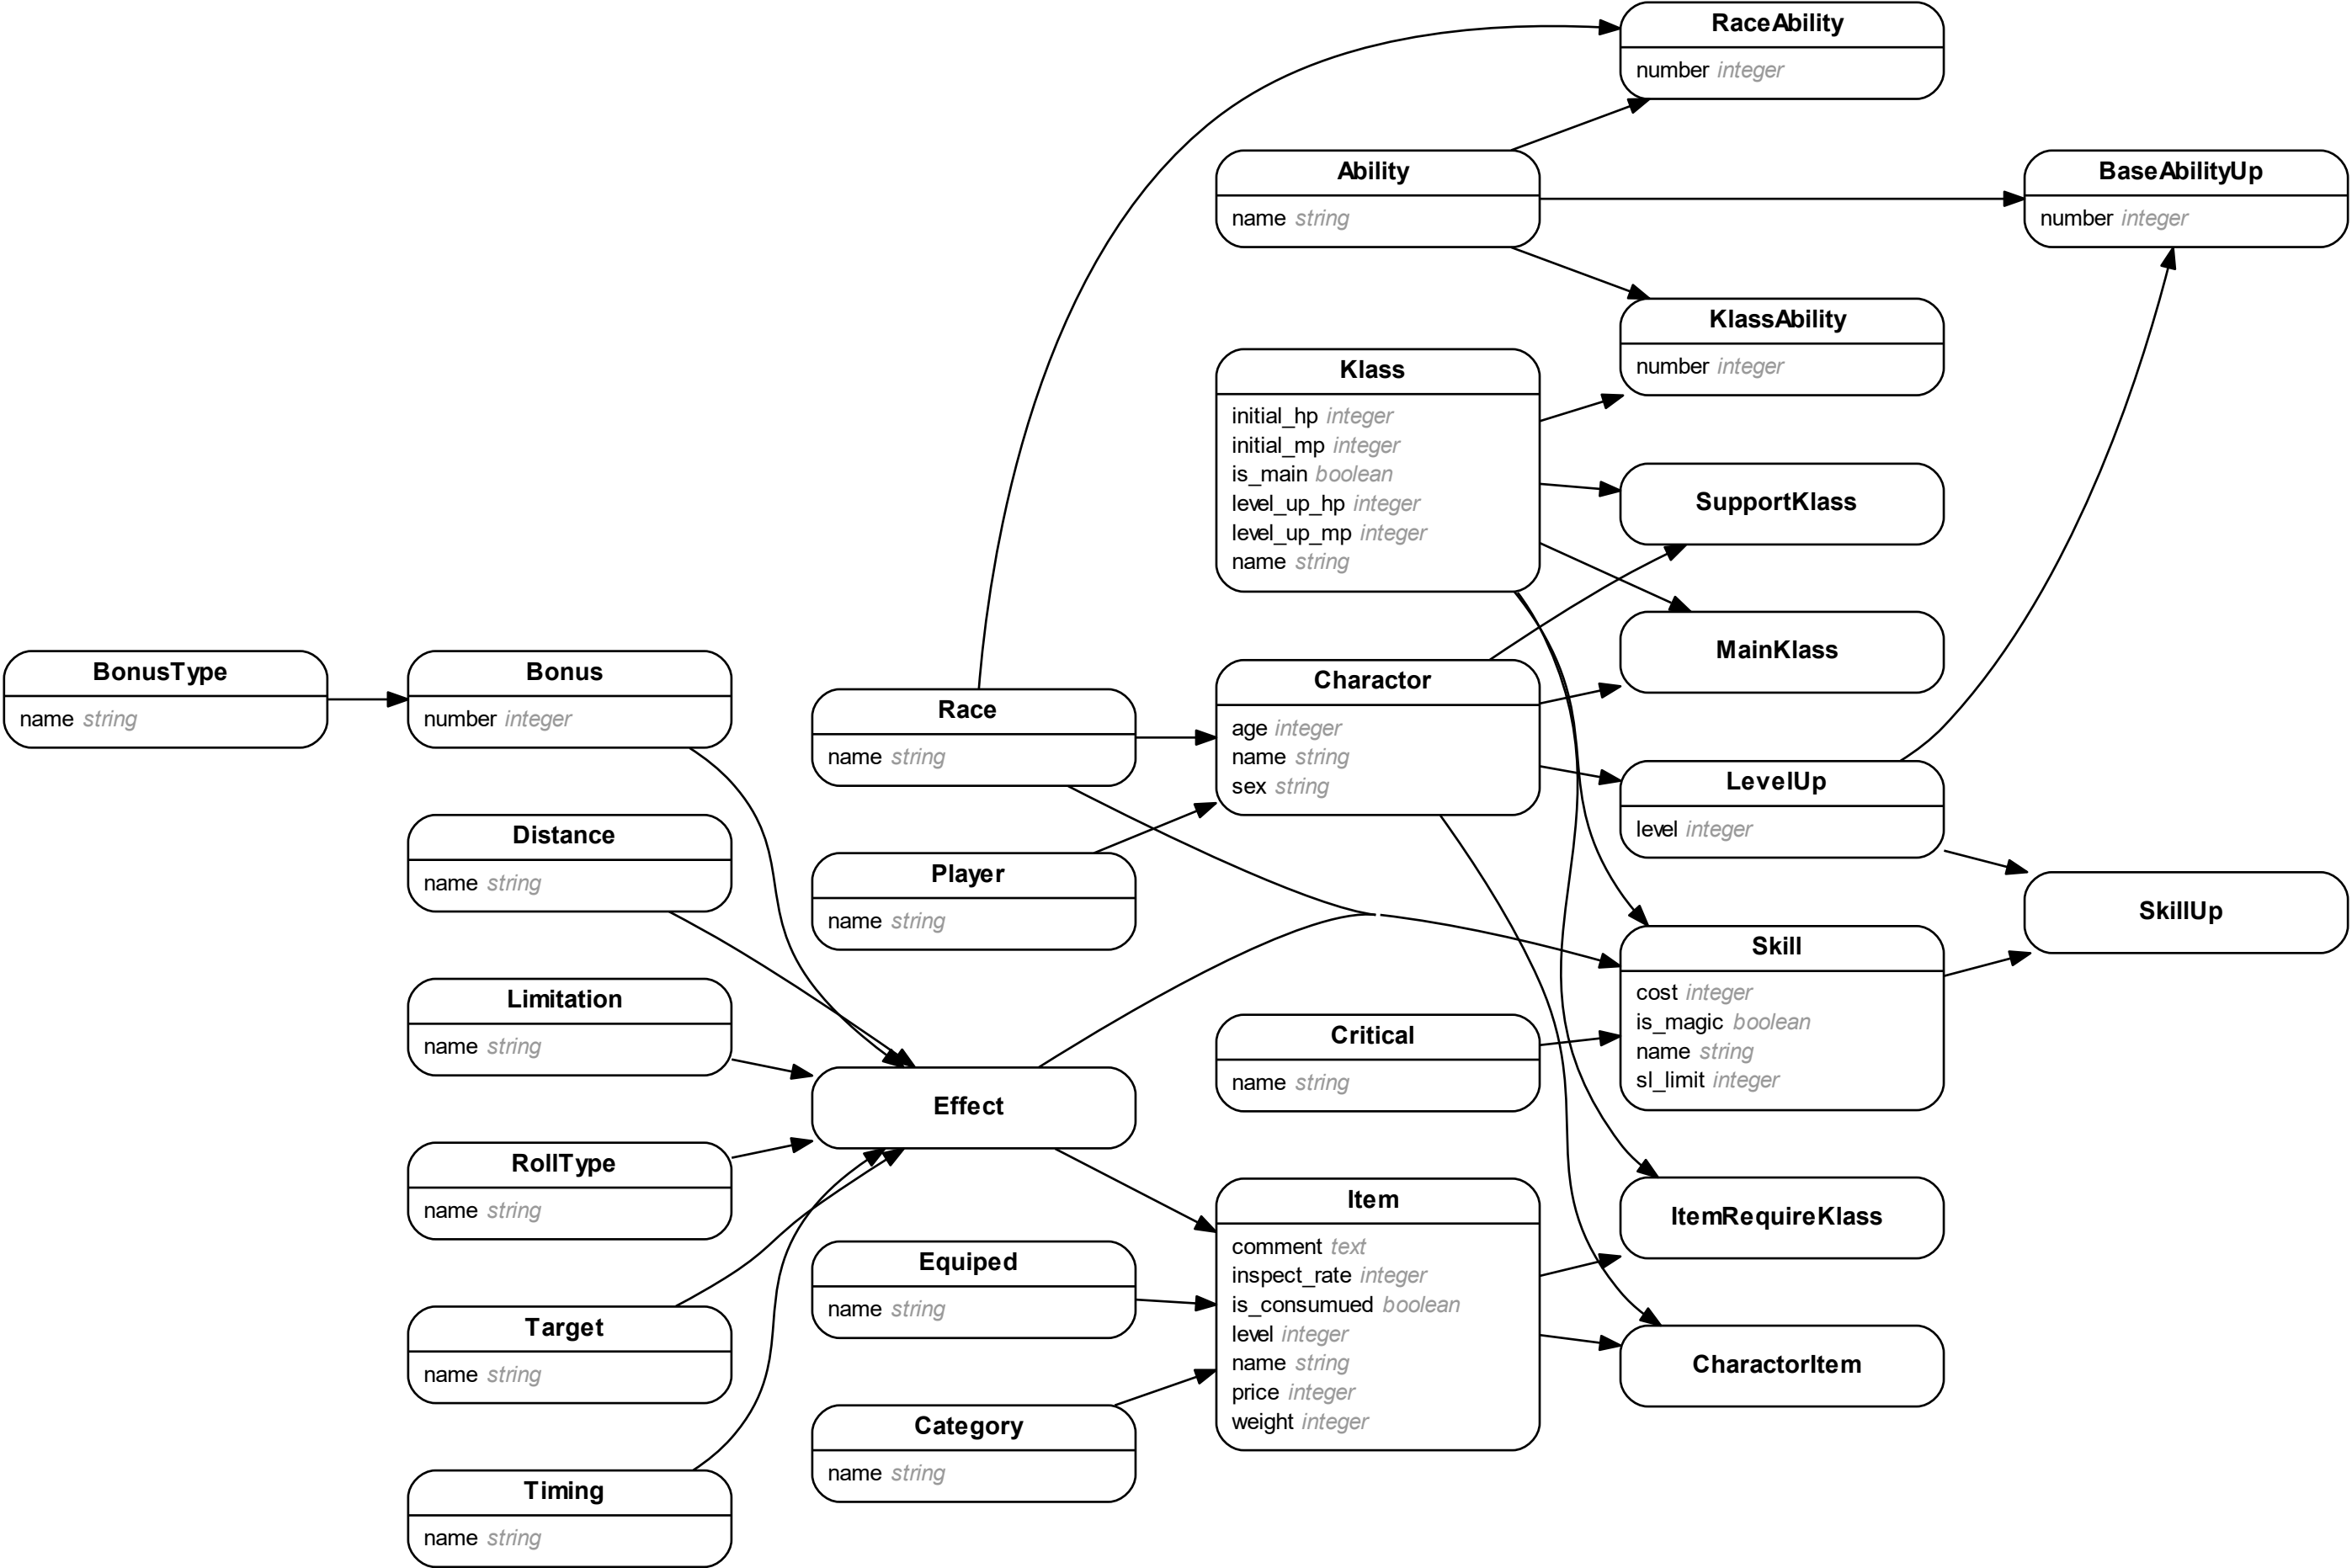 RaceAbility
number integer
Ability
name string
BaseAbilityUp
number integer
KlassAbility
number integer
Klass
initial_hp integer
initial_mp integer
is_main boolean
level_up_hp integer
level_up_mp integer
name string
SupportKlass
MainKlass
BonusType
name string
Bonus
number integer
Race
name string
Charactor
age integer
name string
sex string
LevelUp
level integer
Distance
name string
Player
name string
SkillUp
Skill
cost integer
is_magic boolean
name string
sl_limit integer
Limitation
name string
Critical
name string
Effect
RollType
name string
Item
comment text
inspect_rate integer
is_consumued boolean
level integer
name string
price integer
weight integer
ItemRequireKlass
Equiped
name string
Target
name string
CharactorItem
Category
name string
Timing
name string